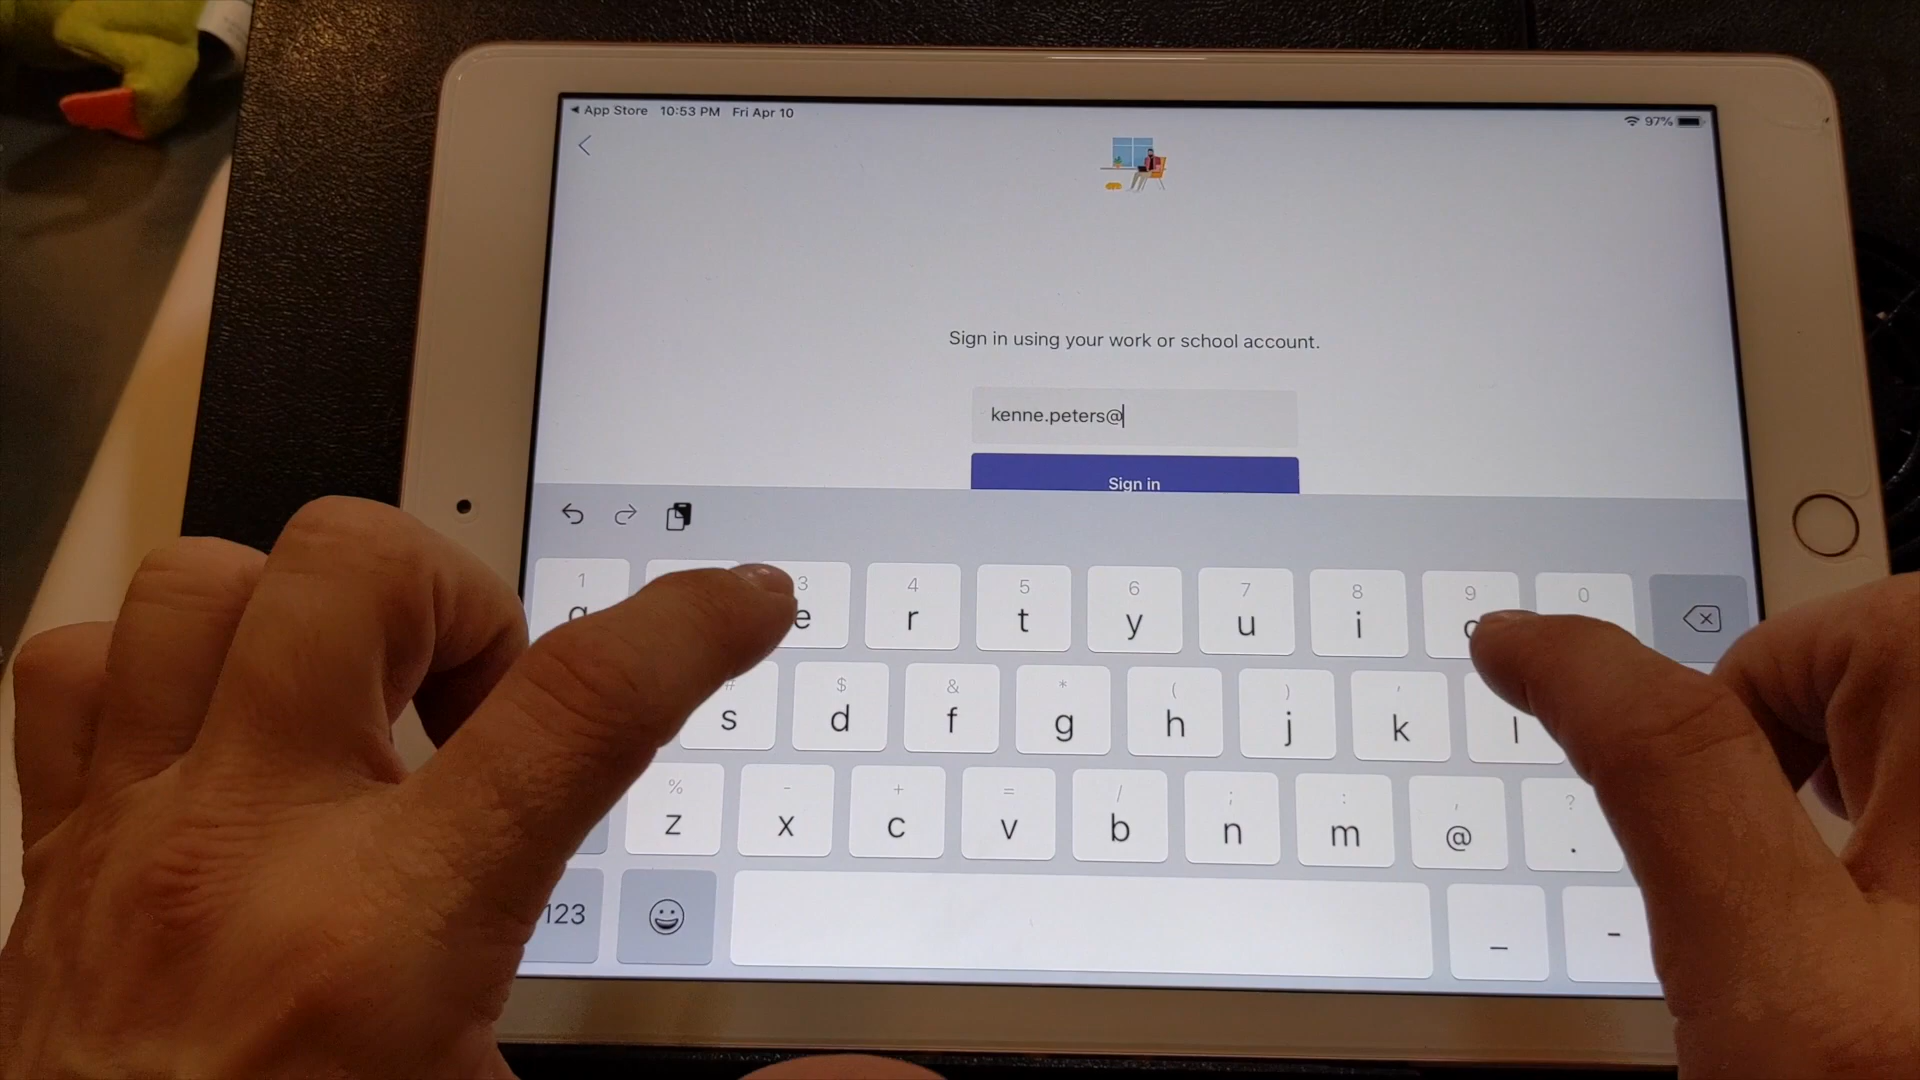 ◀ App Store 10:53 PM Fri Apr 10 97%
Sign in using your work or school account.
kenne.peters@
Sign in
1 3 4 5 6 7 8 9 0
e r t y u i
# $ & * ( ) '
s d f g h j k l
% - + = / ; : , ?
z x c v b n m @ .
123 _ -